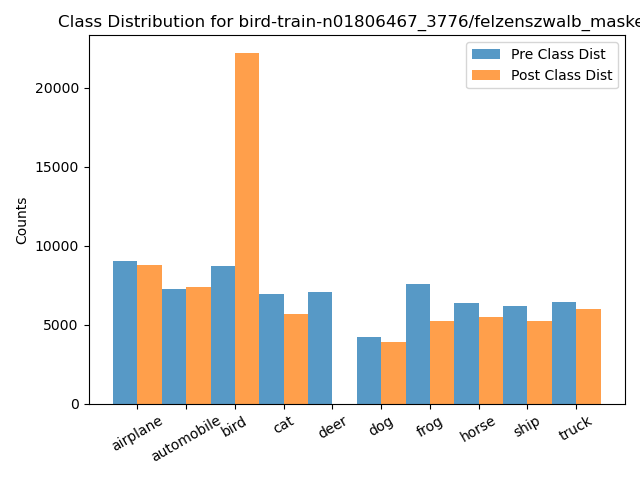 Class Distribution for bird-train-n01806467_3776/felzenszwalb_maske
Pre Class Dist
Post Class Dist
Counts
20000
15000
10000
5000
0
airplane
automobile
bird
cat
deer
dog
frog
horse
ship
truck